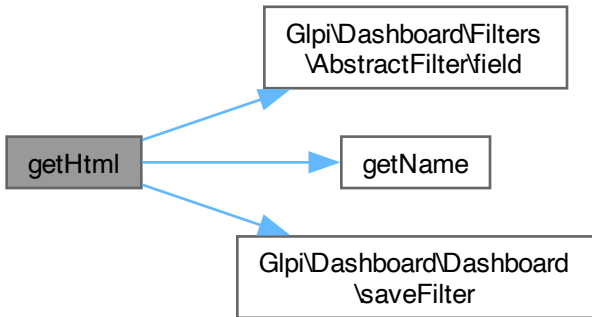 Glpi\Dashboard\Filters
\AbstractFilter\field
getHtml
getName
Glpi\Dashboard\Dashboard
\saveFilter